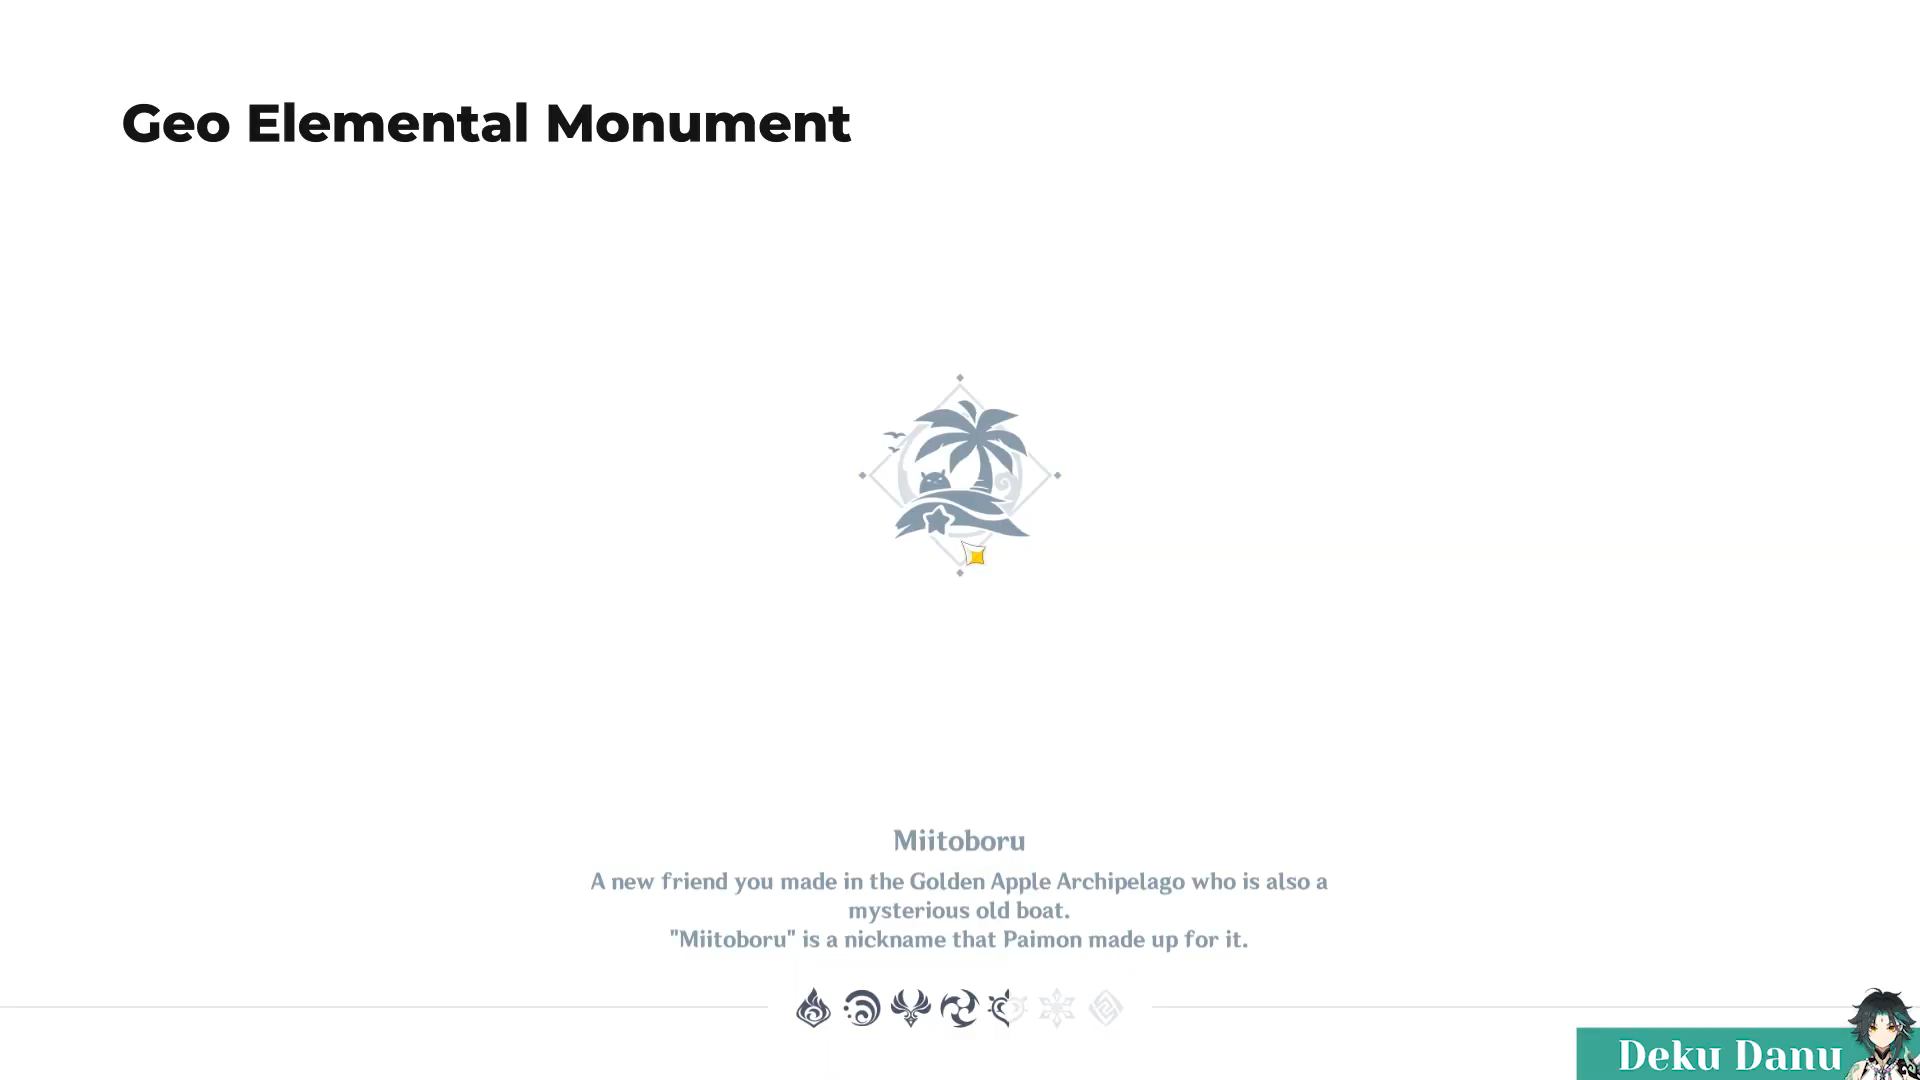 Geo Elemental Monument
Miitoboru
A new friend you made in the Golden Apple Archipelago who is also a
mysterious old boat.
"Miitoboru" is a nickname that Paimon made up for it.
Deku Danu